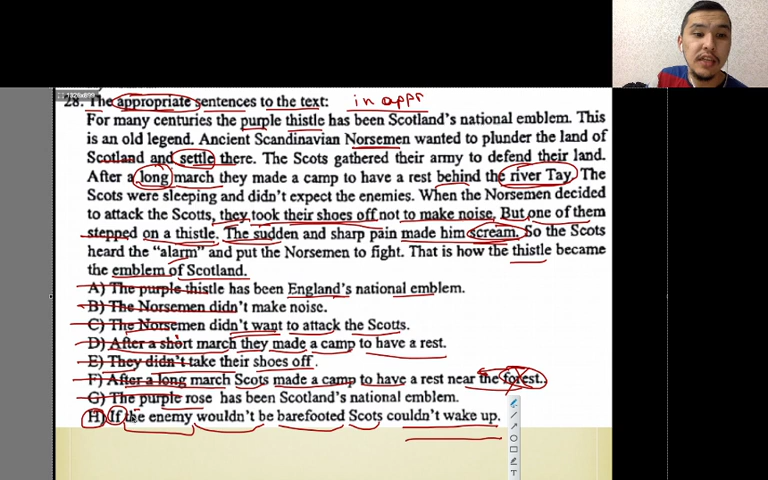 28. The appropriate sentences to the text: in appr
For many centuries the purple thistle has been Scotland's national emblem. This
is an old legend. Ancient Scandinavian Norsemen wanted to plunder the land of
Scotland and settle there. The Scots gathered their army to defend their land.
After a long march they made a camp to have a rest behind the river Tay. The
Scots were sleeping and didn't expect the enemies. When the Norsemen decided
to attack the Scotts, they took their shoes off not to make noise. But one of them
stepped on a thistle. The sudden and sharp pain made him scream. So the Scots
heard the "alarm" and put the Norsemen to fight. That is how the thistle became
the emblem of Scotland.
A) The purple thistle has been England's national emblem.
B) The Norsemen didn't make noise.
C) The Norsemen didn't want to attack the Scotts.
D) After a short march they made a camp to have a rest.
E) They didn't take their shoes off.
F) After a long march Scots made a camp to have a rest near the forest.
G) The purple rose has been Scotland's national emblem.
H) If the enemy wouldn't be barefooted Scots couldn't wake up.